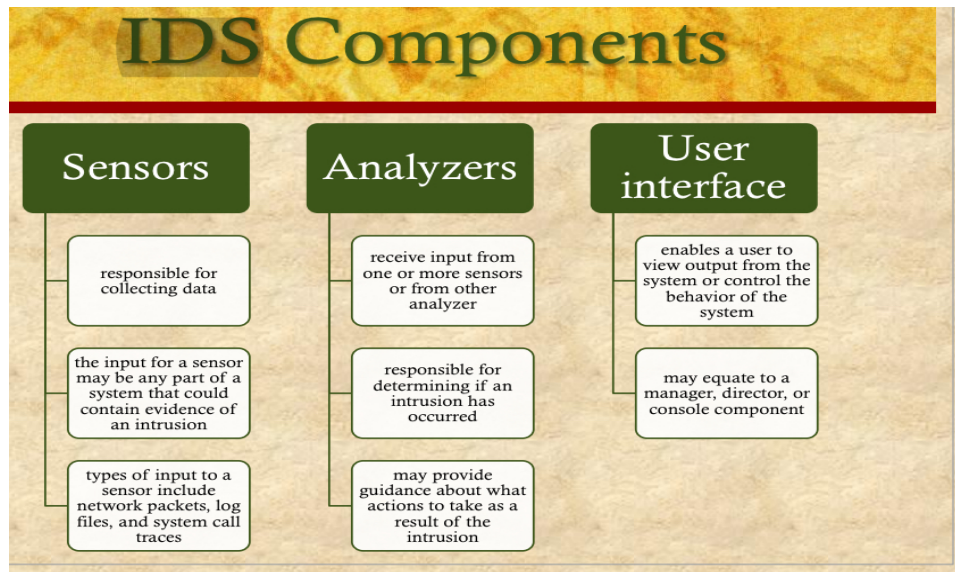 IDS Components
Sensors
responsible for
collecting data
the input for a sensor
may be any part of a
system that could
contain evidence of
an intrusion
types of input to a
sensor include
network packets, log
files, and system call
traces
Analyzers
receive input from
one or more sensors
or from other
analyzer
responsible for
determining if an
intrusion has
occurred
may provide
guidance about what
actions to take as a
result of the
intrusion
User
interface
enables a user to
view output from the
system or control the
behavior of the
system
may equate to a
manager, director, or
console component